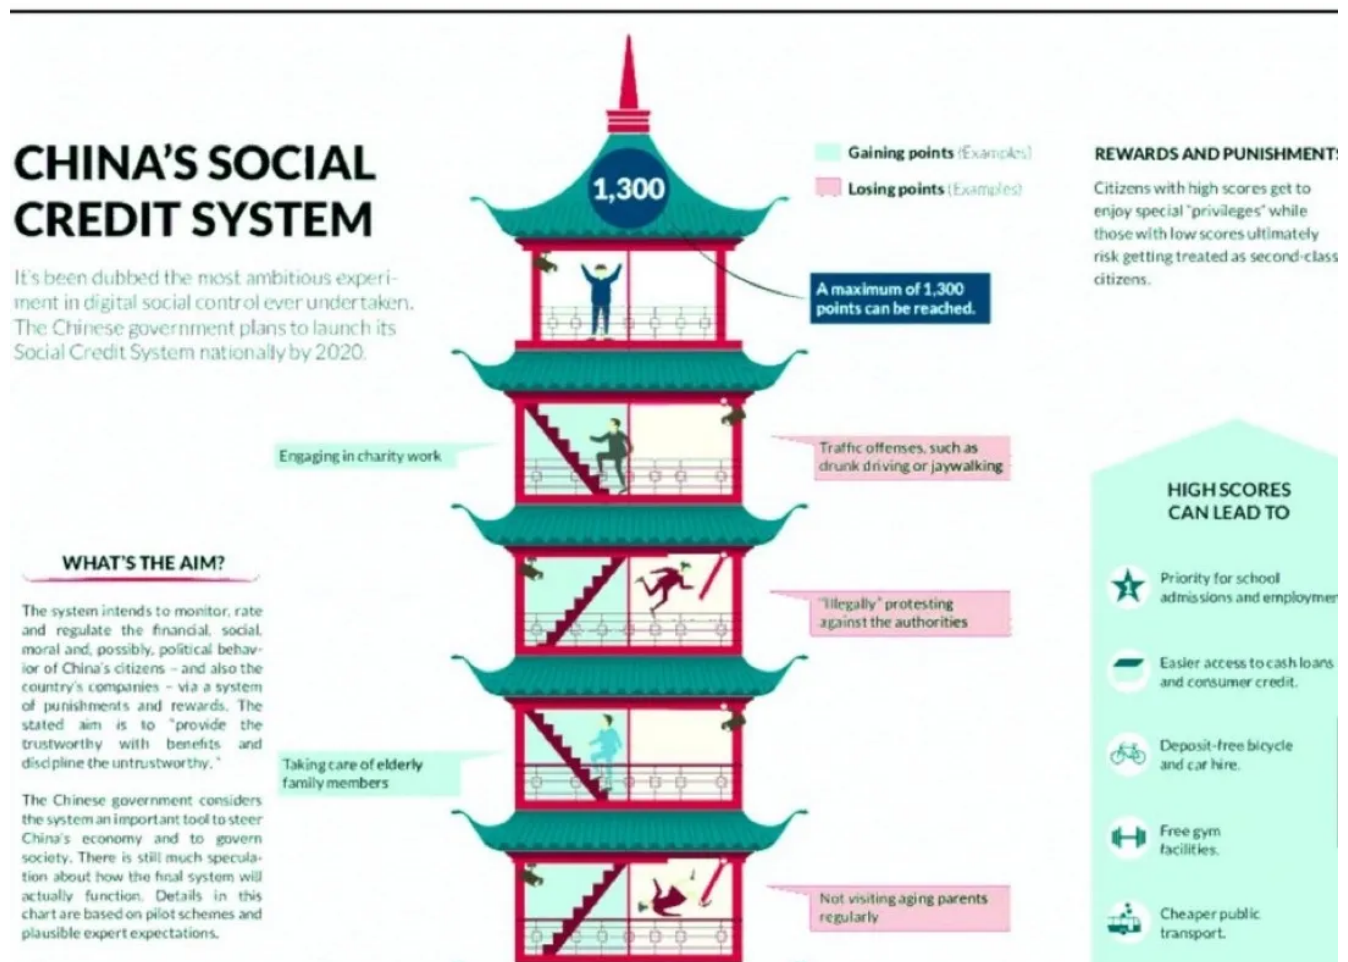 CHINA'S SOCIAL
CREDIT SYSTEM
It's been dubbed the most ambitious experi-
ment in digital social control ever undertaken.
The Chinese government plans to launch its
Social Credit System nationally by 2020.
WHAT'S THE AIM?
The system intends to monitor, rate
and regulate the financial, social,
moral and, possibly, political behav-
ior of China's citizens – and also the
country's companies – via a system
of punishments and rewards. The
stated aim is to "provide the
trustworthy with benefits and
discipline the untrustworthy."
The Chinese government considers
the system an important tool to steer
China's economy and to govern
society. There is still much specula-
tion about how the final system will
actually function. Details in this
chart are based on pilot schemes and
plausible expert expectations.
1,300
Gaining points (Examples)
Losing points (Examples)
A maximum of 1,300
points can be reached.
Engaging in charity work
Traffic offenses, such as
drunk driving or jaywalking
"Illegally" protesting
against the authorities
Taking care of elderly
family members
Not visiting aging parents
regularly
REWARDS AND PUNISHMENTS
Citizens with high scores get to
enjoy special "privileges" while
those with low scores ultimately
risk getting treated as second-class
citizens.
HIGH SCORES
CAN LEAD TO
Priority for school
admissions and employmen
Easier access to cash loans
and consumer credit.
Deposit-free bicycle
and car hire.
Free gym
facilities.
Cheaper public
transport.